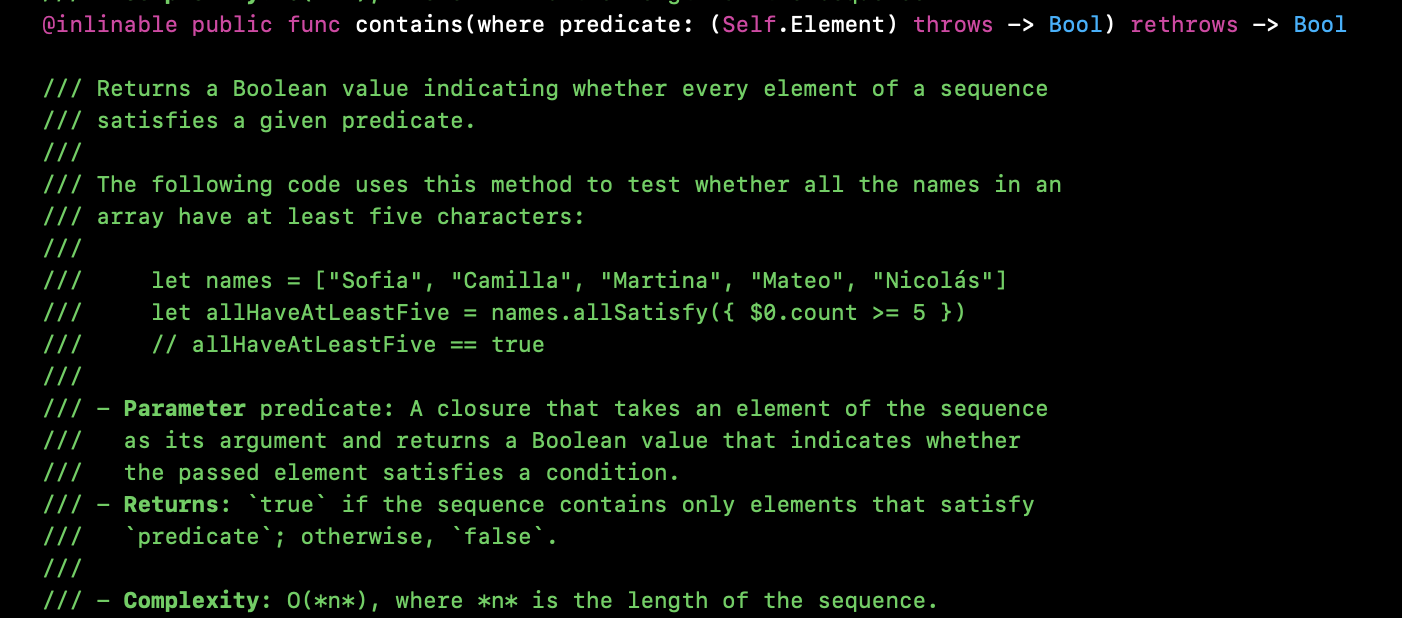 @inlinable public func contains(where predicate: (Self.Element) throws -> Bool) rethrows -> Bool
/// Returns a Boolean value indicating whether every element of a sequence
/// satisfies a given predicate.
///
/// The following code uses this method to test whether all the names in an
/// array have at least five characters:
///
///     let names = ["Sofia", "Camilla", "Martina", "Mateo", "Nicolás"]
///     let allHaveAtLeastFive = names.allSatisfy({ $0.count >= 5 })
///     // allHaveAtLeastFive == true
///
/// - Parameter predicate: A closure that takes an element of the sequence
///   as its argument and returns a Boolean value that indicates whether
///   the passed element satisfies a condition.
/// - Returns: `true` if the sequence contains only elements that satisfy
///   `predicate`; otherwise, `false`.
///
/// - Complexity: O(*n*), where *n* is the length of the sequence.